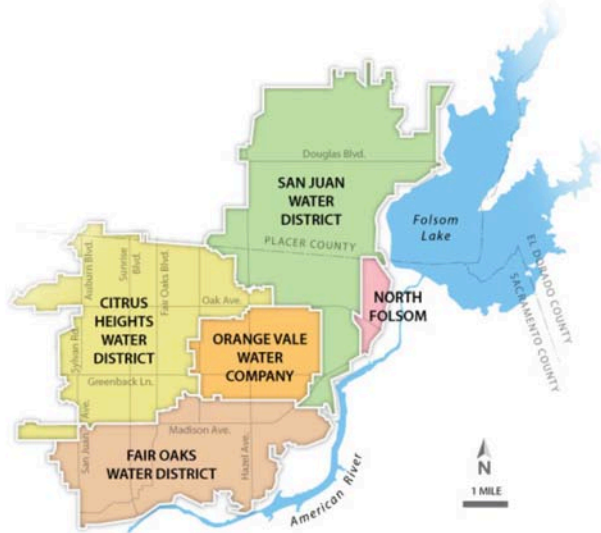 Douglas Blvd.
SAN JUAN
WATER
DISTRICT
Folsom
Lake
PLACER COUNTY
EL DORADO COUNTY
SACRAMENTO COUNTY
Auburn Blvd.
Sunrise
Blvd.
Fair Oaks Blvd.
Oak Ave.
NORTH
FOLSOM
CITRUS
HEIGHTS
WATER
DISTRICT
ORANGE VALE
WATER
COMPANY
Sylvan Rd.
Greenback Ln.
San Juan Ave.
Madison Ave.
Hazel Ave.
FAIR OAKS
WATER DISTRICT
American River
N
1 MILE